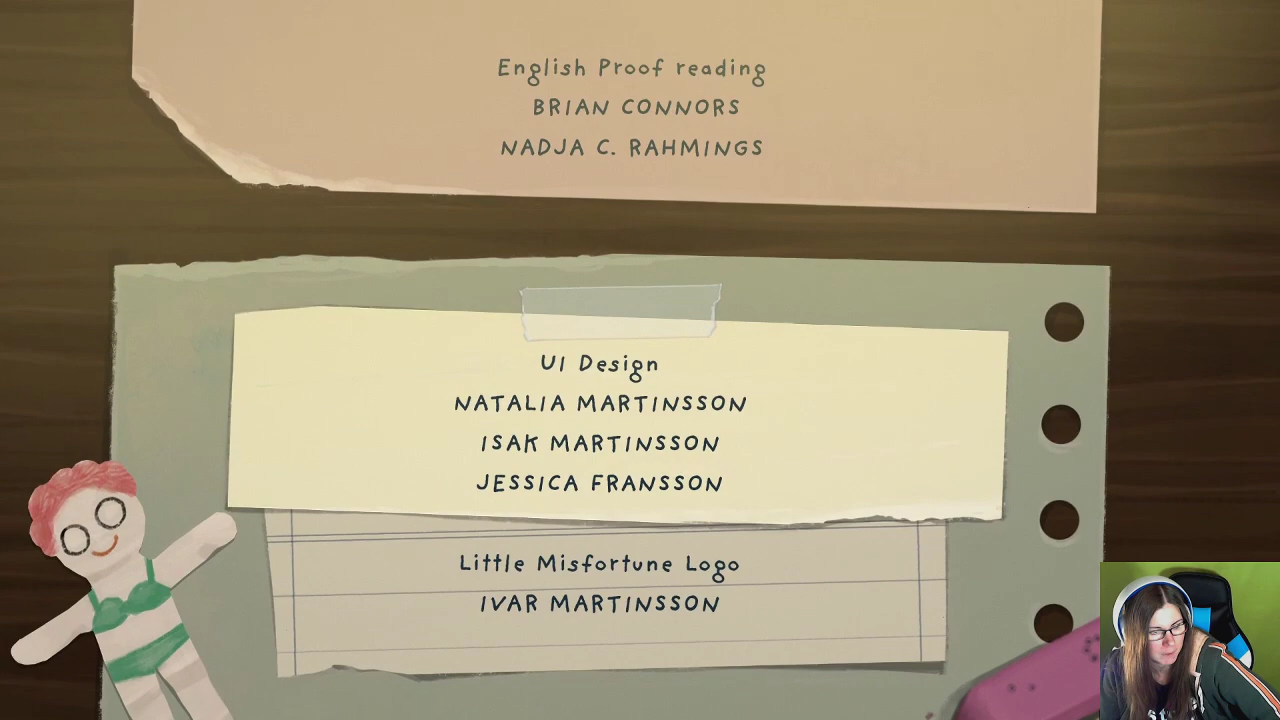 English Proof reading
BRIAN CONNORS
NADJA C. RAHMINGS
UI Design
NATALIA MARTINSSON
ISAK MARTINSSON
JESSICA FRANSSON
Little Misfortune Logo
IVAR MARTINSSON